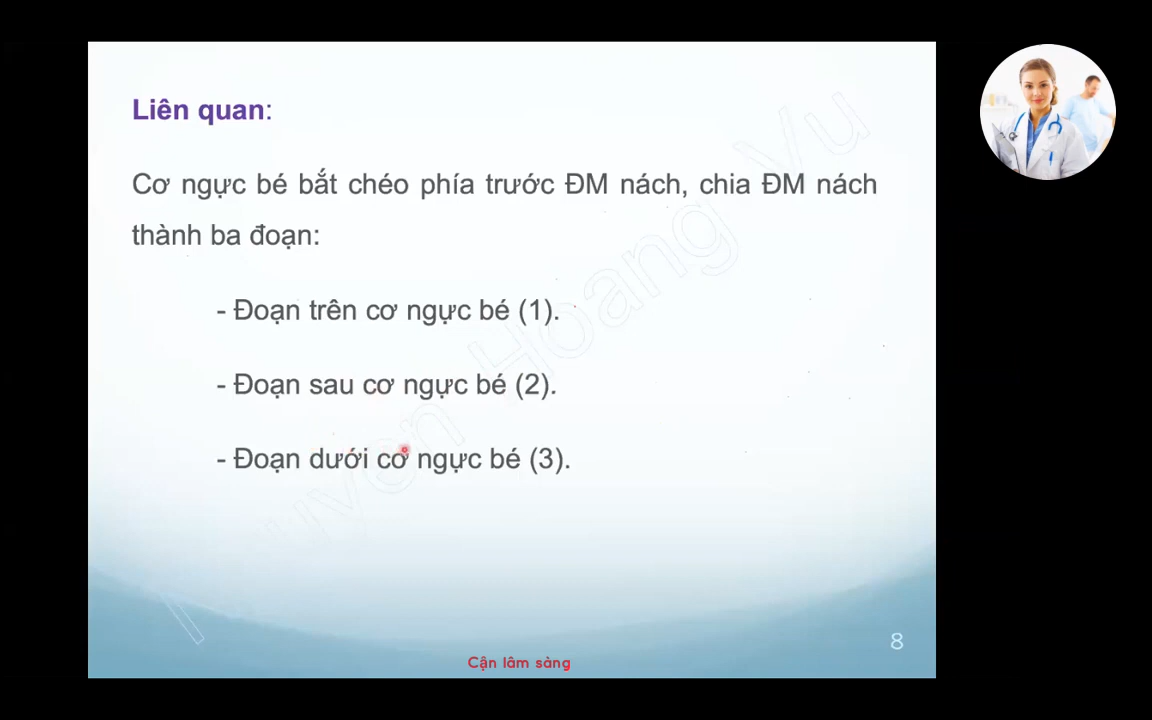 Liên quan:
Cơ ngực bé bắt chéo phía trước ĐM nách, chia ĐM nách
thành ba đoạn:
- Đoạn trên cơ ngực bé (1).
- Đoạn sau cơ ngực bé (2).
- Đoạn dưới cơ ngực bé (3).
8
Cận lâm sàng
Hoang Vu